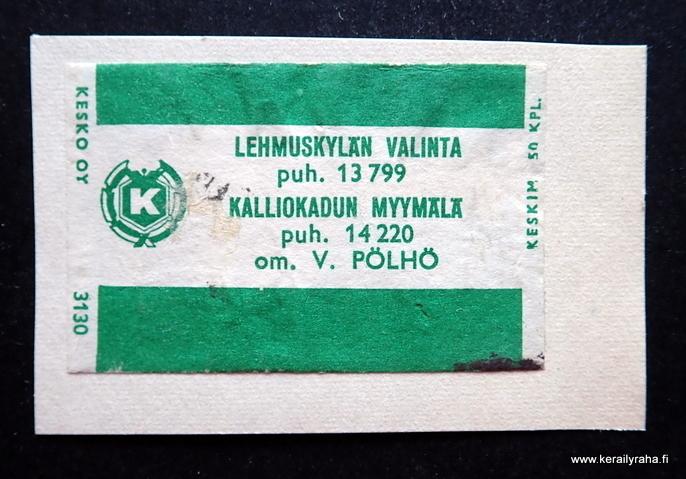 KESKO OY
3130
K
LEHMUSKYLÄN VALINTA
puh. 13 799
KALLIOKADUN MYYMÄLÄ
puh. 14 220
om. V. PÖLHÖ
KESKIM. 50 KPL.
www.kerailyraha.fi